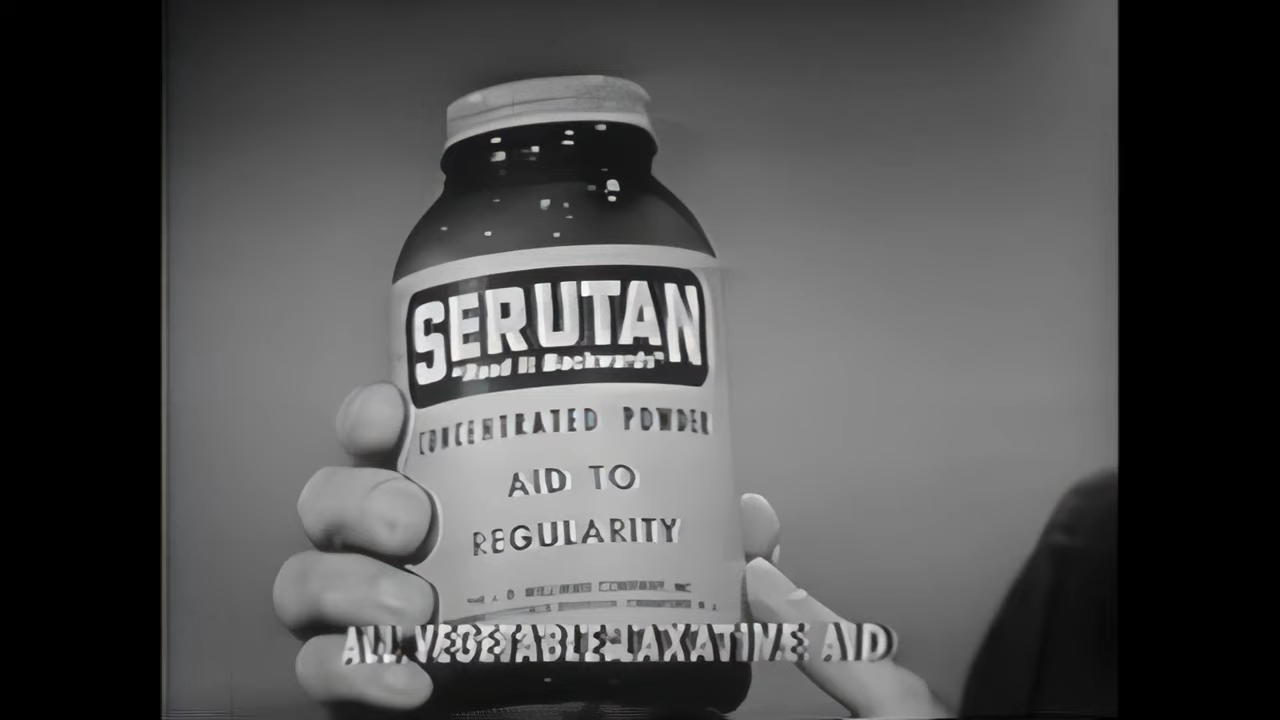 SERUTAN
"Read It Backwards"
CONCENTRATED POWDER
AID TO
REGULARITY
ALL VEGETABLE LAXATIVE AID